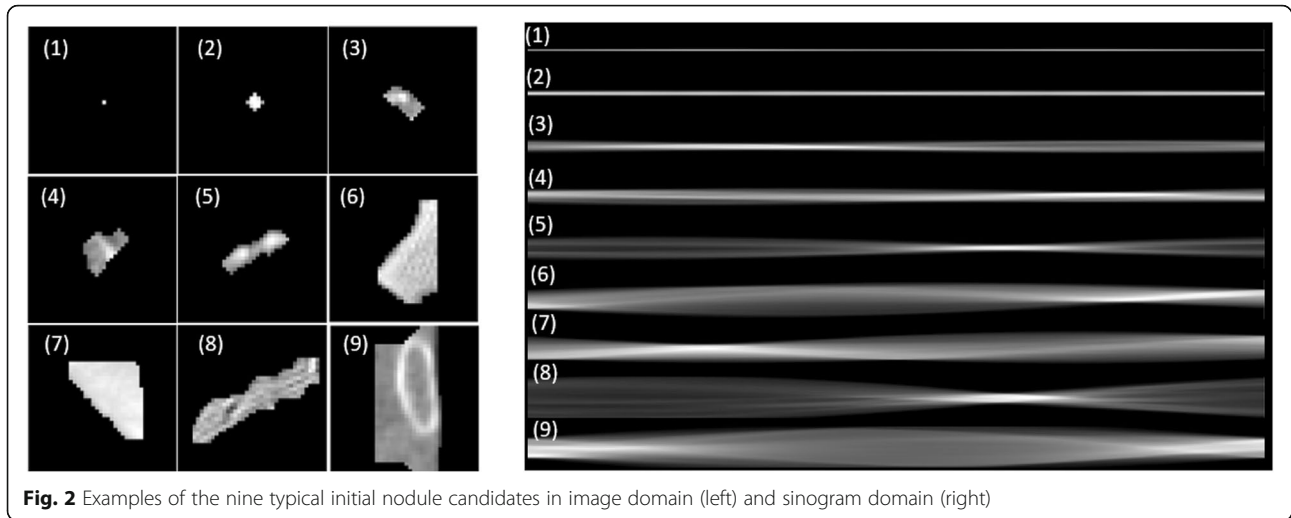 (1) (2) (3)
(4) (5) (6)
(7) (8) (9)
(1)
(2)
(3)
(4)
(5)
(6)
(7)
(8)
(9)
Fig. 2 Examples of the nine typical initial nodule candidates in image domain (left) and sinogram domain (right)